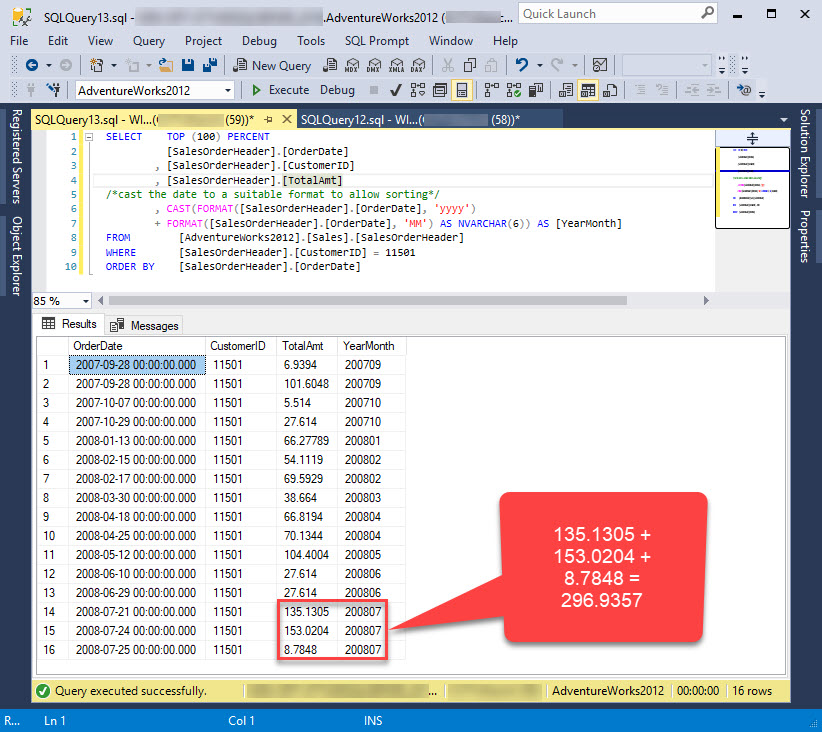 SQLQuery13.sql - .AdventureWorks2012 ( c...
Quick Launch
File Edit View Query Project Debug Tools SQL Prompt Window Help
New Query MDX DMX XMLA DAX
AdventureWorks2012 Execute Debug
SQLQuery13.sql - WI...( (59))* SQLQuery12.sql - WI...( (58))*
Registered Servers
Object Explorer
Solution Explorer
Properties
1 SELECT TOP (100) PERCENT
2 [SalesOrderHeader].[OrderDate]
3 , [SalesOrderHeader].[CustomerID]
4 , [SalesOrderHeader].[TotalAmt]
5 /*cast the date to a suitable format to allow sorting*/
6 , CAST(FORMAT([SalesOrderHeader].[OrderDate], 'yyyy')
7 + FORMAT([SalesOrderHeader].[OrderDate], 'MM') AS NVARCHAR(6)) AS [YearMonth]
8 FROM [AdventureWorks2012].[Sales].[SalesOrderHeader]
9 WHERE [SalesOrderHeader].[CustomerID] = 11501
10 ORDER BY [SalesOrderHeader].[OrderDate]
85 %
Results Messages
OrderDate CustomerID TotalAmt YearMonth
1 2007-09-28 00:00:00.000 11501 6.9394 200709
2 2007-09-28 00:00:00.000 11501 101.6048 200709
3 2007-10-07 00:00:00.000 11501 5.514 200710
4 2007-10-29 00:00:00.000 11501 27.614 200710
5 2008-01-13 00:00:00.000 11501 66.27789 200801
6 2008-02-15 00:00:00.000 11501 54.1119 200802
7 2008-02-17 00:00:00.000 11501 69.5929 200802
8 2008-03-30 00:00:00.000 11501 38.664 200803
9 2008-04-18 00:00:00.000 11501 66.8194 200804
10 2008-04-25 00:00:00.000 11501 70.1344 200804
11 2008-05-12 00:00:00.000 11501 104.4004 200805
12 2008-06-10 00:00:00.000 11501 27.614 200806
13 2008-06-29 00:00:00.000 11501 27.614 200806
14 2008-07-21 00:00:00.000 11501 135.1305 200807
15 2008-07-24 00:00:00.000 11501 153.0204 200807
16 2008-07-25 00:00:00.000 11501 8.7848 200807
135.1305 +
153.0204 +
8.7848 =
296.9357
Query executed successfully. ... AdventureWorks2012 00:00:00 16 rows
R... Ln 1 Col 1 INS